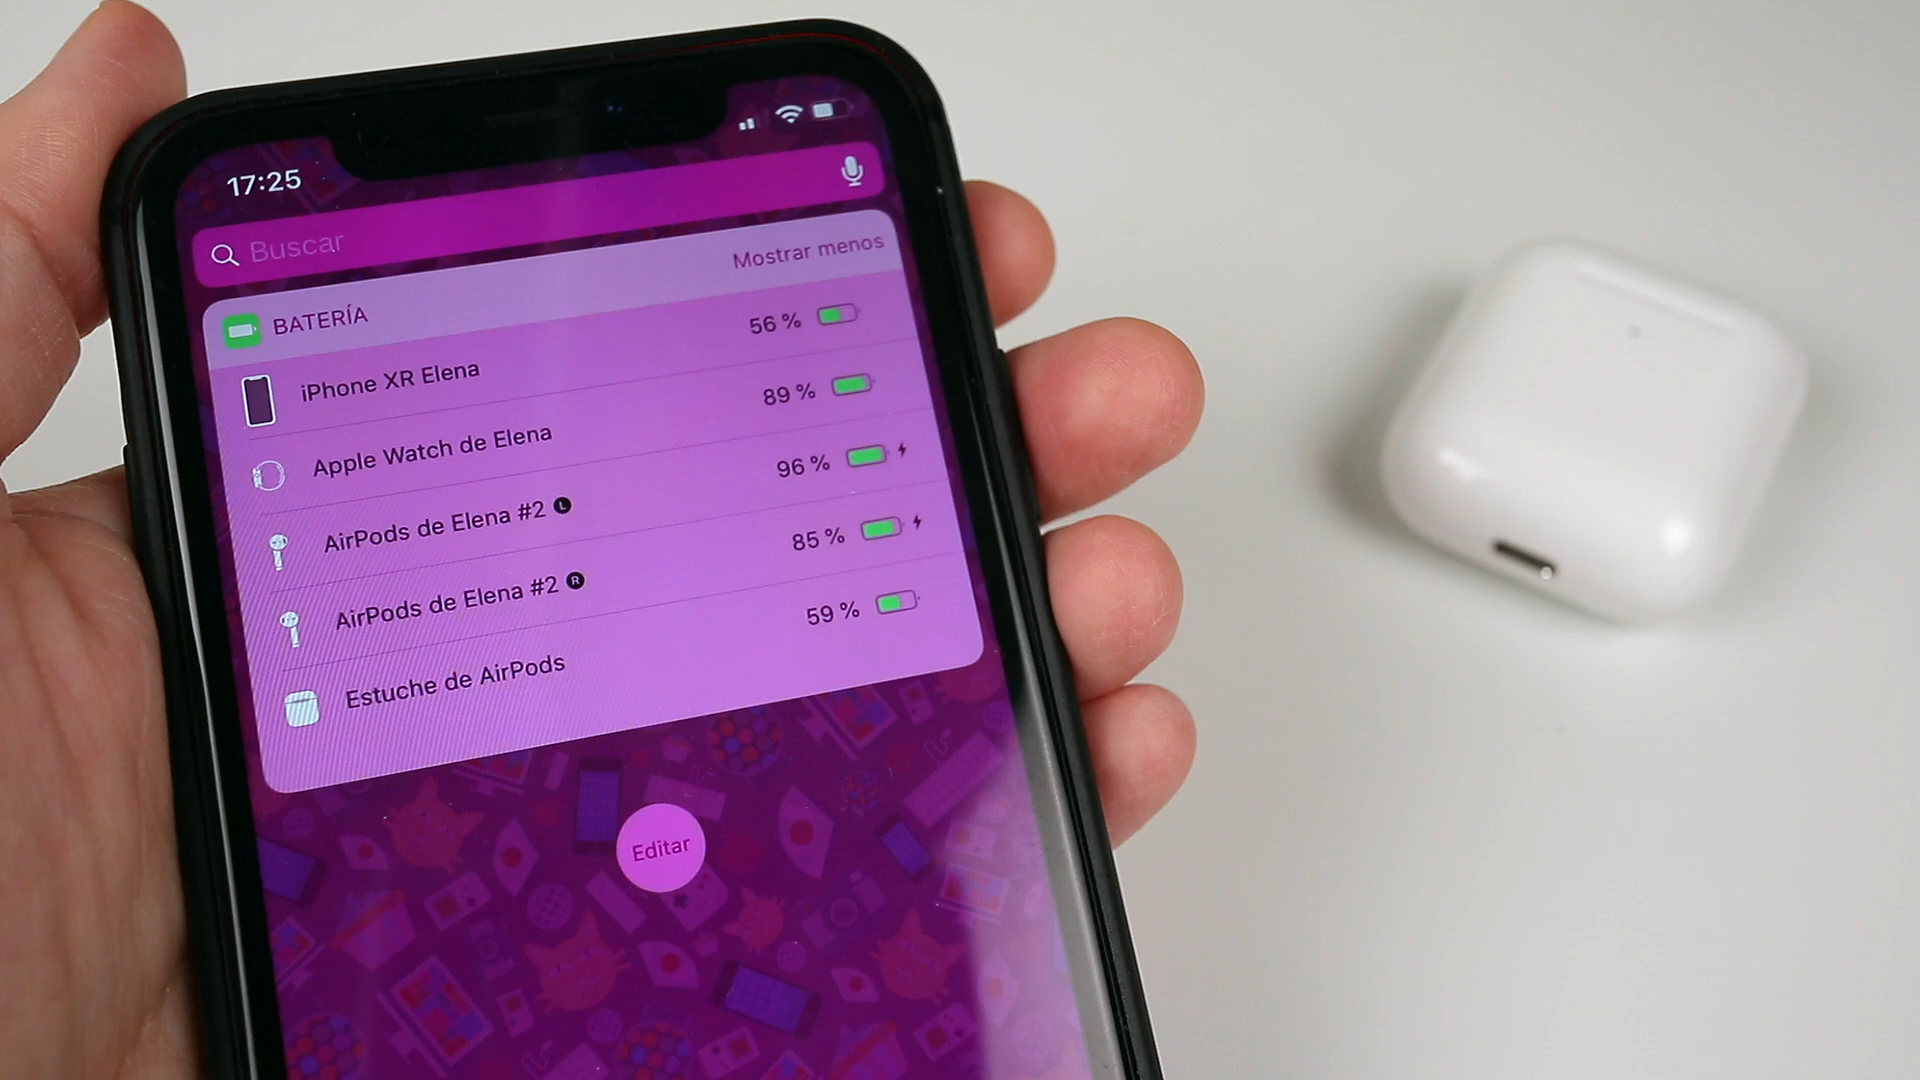 17:25
Buscar
BATERÍA Mostrar menos
iPhone XR Elena 56 %
Apple Watch de Elena 89 %
AirPods de Elena #2 L 96 %
AirPods de Elena #2 R 85 %
Estuche de AirPods 59 %
Editar